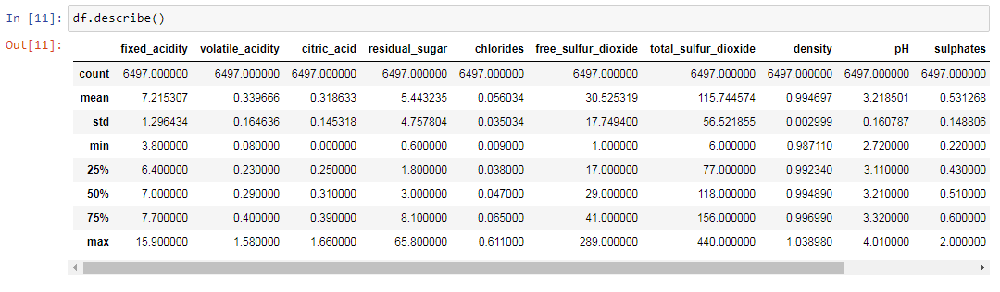 In [11]: df.describe()
Out[11]:
fixed_acidity volatile_acidity citric_acid residual_sugar chlorides free_sulfur_dioxide total_sulfur_dioxide density pH sulphates
count 6497.000000 6497.000000 6497.000000 6497.000000 6497.000000 6497.000000 6497.000000 6497.000000 6497.000000 6497.000000
mean 7.215307 0.339666 0.318633 5.443235 0.056034 30.525319 115.744574 0.994697 3.218501 0.531268
std 1.296434 0.164636 0.145318 4.757804 0.035034 17.749400 56.521855 0.002999 0.160787 0.148806
min 3.800000 0.080000 0.000000 0.600000 0.009000 1.000000 6.000000 0.987110 2.720000 0.220000
25% 6.400000 0.230000 0.250000 1.800000 0.038000 17.000000 77.000000 0.992340 3.110000 0.430000
50% 7.000000 0.290000 0.310000 3.000000 0.047000 29.000000 118.000000 0.994890 3.210000 0.510000
75% 7.700000 0.400000 0.390000 8.100000 0.065000 41.000000 156.000000 0.996990 3.320000 0.600000
max 15.900000 1.580000 1.660000 65.800000 0.611000 289.000000 440.000000 1.038980 4.010000 2.000000